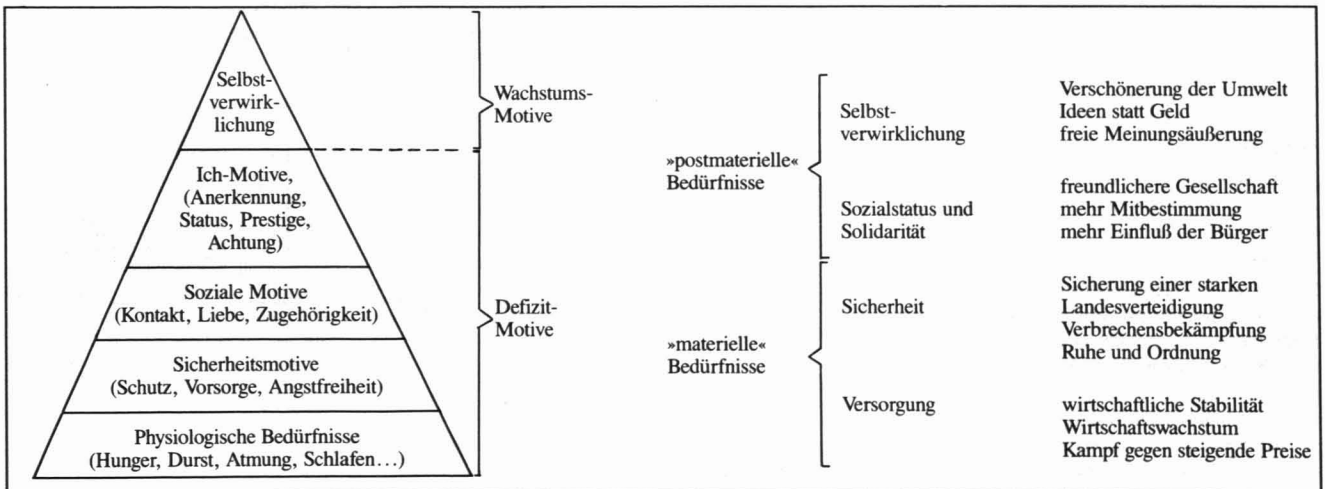 Selbst-
verwirk-
lichung
Ich-Motive,
(Anerkennung,
Status, Prestige,
Achtung)
Soziale Motive
(Kontakt, Liebe, Zugehörigkeit)
Sicherheitsmotive
(Schutz, Vorsorge, Angstfreiheit)
Physiologische Bedürfnisse
(Hunger, Durst, Atmung, Schlafen...)
Wachstums-
Motive
Defizit-
Motive
»postmaterielle«
Bedürfnisse
Selbst-
verwirklichung
Verschönerung der Umwelt
Ideen statt Geld
freie Meinungsäußerung
Sozialstatus und
Solidarität
freundlichere Gesellschaft
mehr Mitbestimmung
mehr Einfluß der Bürger
»materielle«
Bedürfnisse
Sicherheit
Sicherung einer starken
Landesverteidigung
Verbrechensbekämpfung
Ruhe und Ordnung
Versorgung
wirtschaftliche Stabilität
Wirtschaftswachstum
Kampf gegen steigende Preise